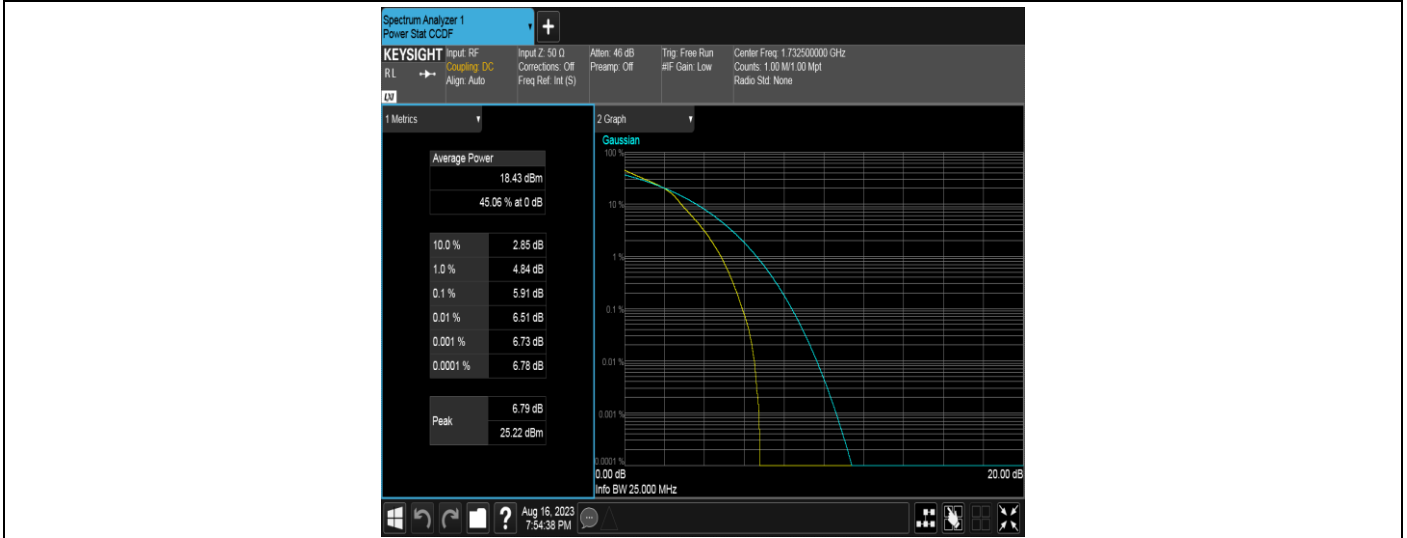 Spectrum Analyzer 1
Power Stat CCDF
+
KEYSIGHT
RL
LXI
Input: RF
Coupling: DC
Align: Auto
Input Z: 50 Ω
Corrections: Off
Freq Ref: Int (S)
Atten: 46 dB
Preamp: Off
Trig: Free Run
#IF Gain: Low
Center Freq: 1.732500000 GHz
Counts: 1.00 M/1.00 Mpt
Radio Std: None
1 Metrics
Average Power
18.43 dBm
45.06 % at 0 dB
10.0 % 2.85 dB
1.0 % 4.84 dB
0.1 % 5.91 dB
0.01 % 6.51 dB
0.001 % 6.73 dB
0.0001 % 6.78 dB
Peak
6.79 dB
25.22 dBm
2 Graph
Gaussian
100 %
10 %
1 %
0.1 %
0.01 %
0.001 %
0.0001 %
0.00 dB 20.00 dB
Info BW 25.000 MHz
?
Aug 16, 2023
7:54:38 PM